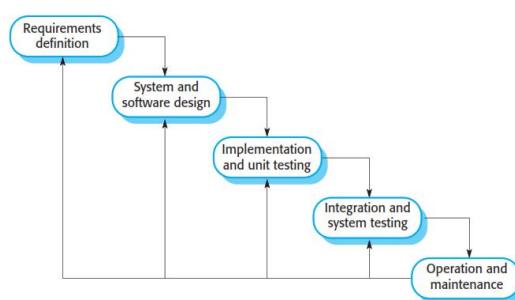 Requirements
definition
System and
software design
Implementation
and unit testing
Integration and
system testing
Operation and
maintenance